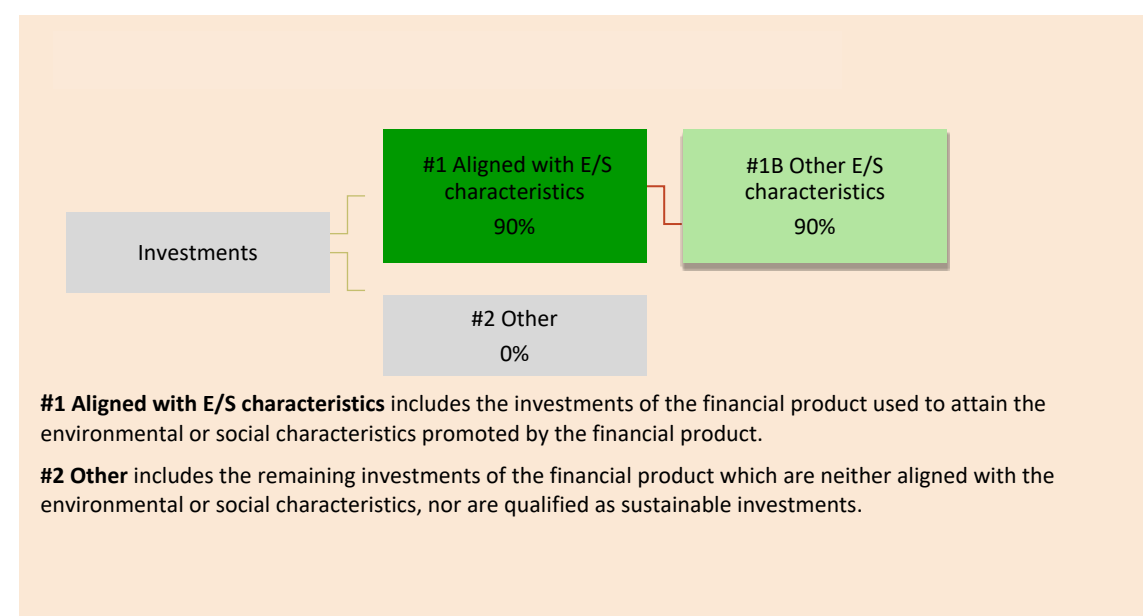 #1 Aligned with E/S
characteristics
90%
#1B Other E/S
characteristics
90%
Investments
#2 Other
0%
#1 Aligned with E/S characteristics includes the investments of the financial product used to attain the
environmental or social characteristics promoted by the financial product.
#2 Other includes the remaining investments of the financial product which are neither aligned with the
environmental or social characteristics, nor are qualified as sustainable investments.